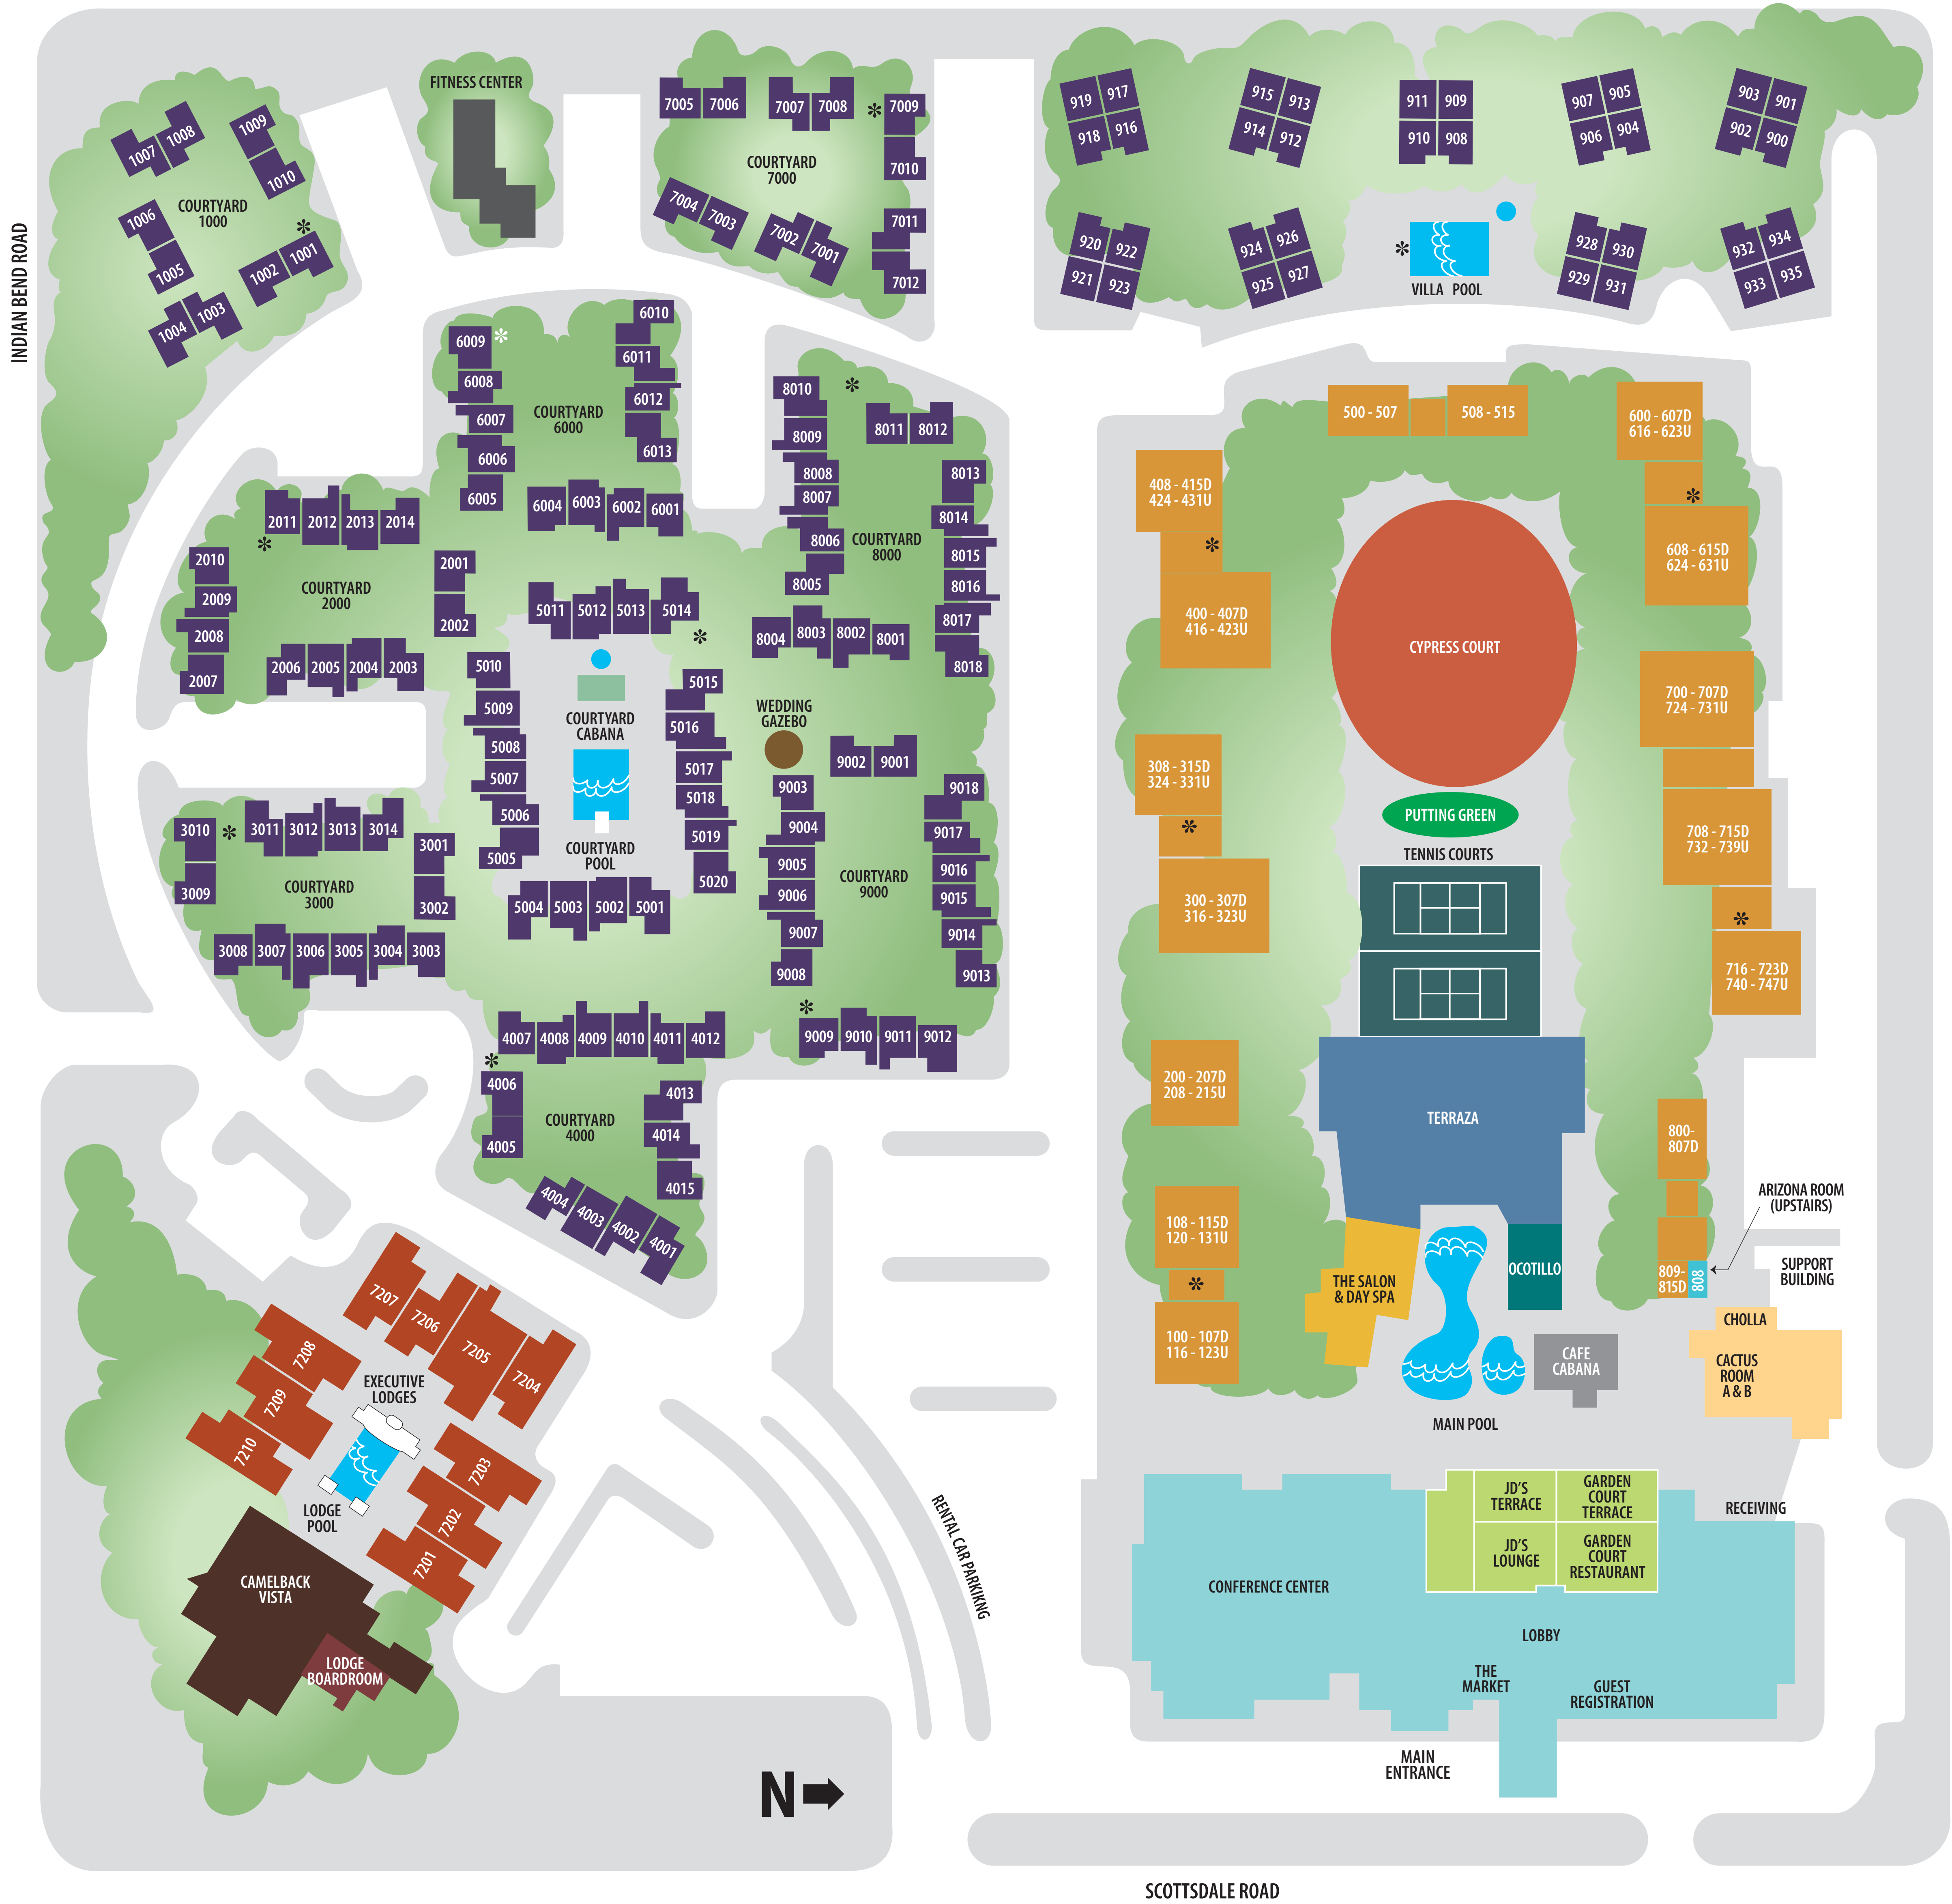 INDIAN BEND ROAD
1007
1008
1009
1010
COURTYARD
1000
1006
1005
1001
1002
1003
1004
*
FITNESS CENTER
7005
7006
7007
7008
*
7009
7010
COURTYARD
7000
7004
7003
7002
7001
7011
7012
919
917
918
916
915
913
914
912
911
909
910
908
907
905
906
904
903
901
902
900
920
922
921
923
924
926
925
927
*
VILLA POOL
928
930
929
931
932
934
933
935
6009
*
6008
6007
6006
6005
COURTYARD
6000
6010
6011
6012
6013
6004
6003
6002
6001
8010
*
8009
8008
8007
8006
8005
8011
8012
COURTYARD
8000
8013
8014
8015
8016
8017
8018
8004
8003
8002
8001
2011
2012
2013
2014
*
2010
2009
2008
2007
COURTYARD
2000
2001
2002
2006
2005
2004
2003
5011
5012
5013
5014
*
5010
5009
5008
5007
5006
5005
COURTYARD
CABANA
COURTYARD
POOL
5015
5016
5017
5018
5019
5020
5004
5003
5002
5001
WEDDING
GAZEBO
9002
9001
9003
9004
9005
9006
9007
9008
COURTYARD
9000
9018
9017
9016
9015
9014
9013
*
9009
9010
9011
9012
3010
*
3011
3012
3013
3014
3009
COURTYARD
3000
3001
3002
3008
3007
3006
3005
3004
3003
4007
4008
4009
4010
4011
4012
*
4006
4005
COURTYARD
4000
4013
4014
4015
4004
4003
4002
4001
500 - 507
508 - 515
600 - 607D
616 - 623U
*
608 - 615D
624 - 631U
408 - 415D
424 - 431U
*
400 - 407D
416 - 423U
CYPRESS COURT
700 - 707D
724 - 731U
308 - 315D
324 - 331U
*
300 - 307D
316 - 323U
PUTTING GREEN
TENNIS COURTS
708 - 715D
732 - 739U
*
716 - 723D
740 - 747U
200 - 207D
208 - 215U
TERRAZA
800-
807D
108 - 115D
120 - 131U
*
100 - 107D
116 - 123U
THE SALON
& DAY SPA
OCOTILLO
809-
815D
808
ARIZONA ROOM
(UPSTAIRS)
SUPPORT
BUILDING
CHOLLA
CACTUS
ROOM
A & B
CAFE
CABANA
MAIN POOL
7207
7206
7205
7204
7208
7209
7210
EXECUTIVE
LODGES
7203
7202
7201
LODGE
POOL
CAMELBACK
VISTA
LODGE
BOARDROOM
RENTAL CAR PARKIKNG
JD'S
TERRACE
GARDEN
COURT
TERRACE
JD'S
LOUNGE
GARDEN
COURT
RESTAURANT
RECEIVING
CONFERENCE CENTER
LOBBY
THE
MARKET
GUEST
REGISTRATION
MAIN
ENTRANCE
N
SCOTTSDALE ROAD